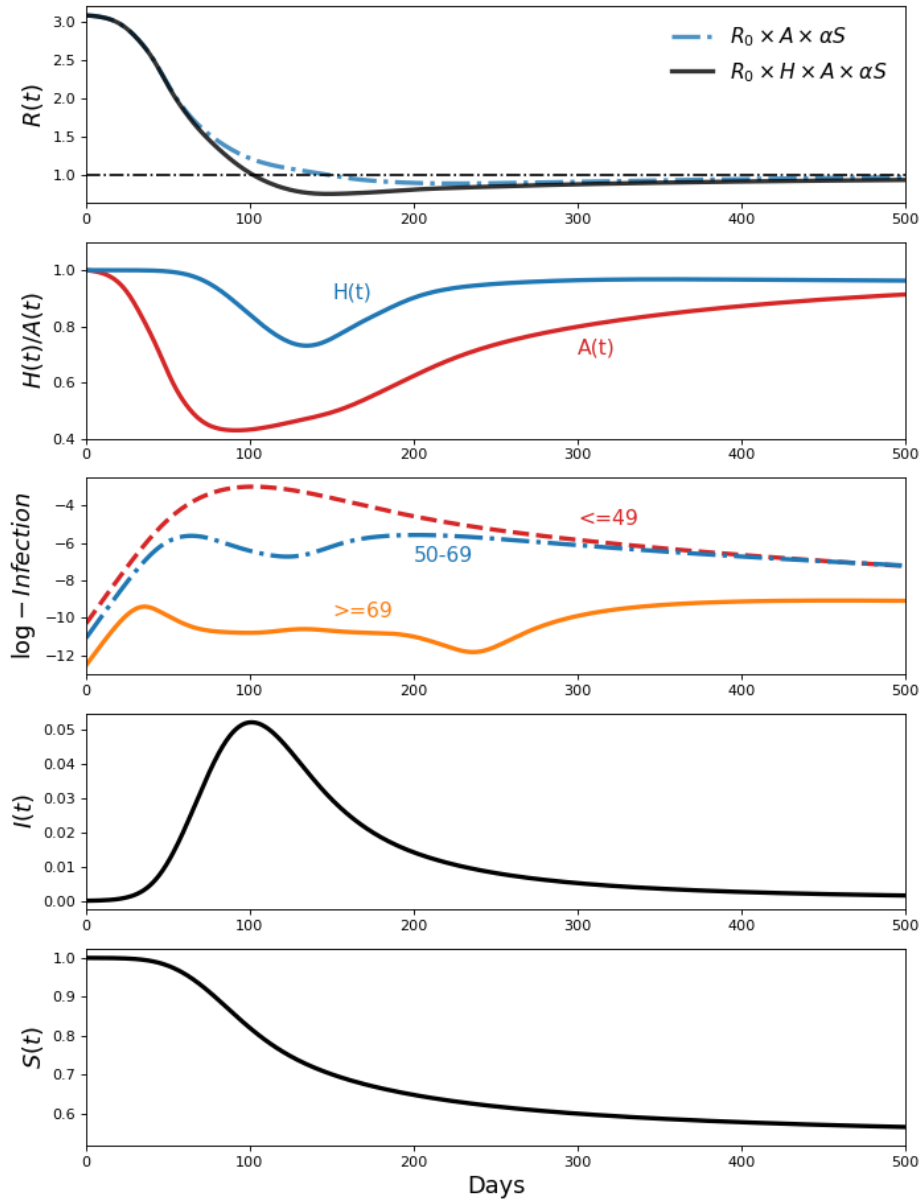 R(t)
3.0
2.5
2.0
1.5
1.0
R₀ × A × αS
R₀ × H × A × αS
0 100 200 300 400 500
H(t)/A(t)
1.0
0.8
0.6
0.4
H(t)
A(t)
0 100 200 300 400 500
log − Infection
−4
−6
−8
−10
−12
<=49
50-69
>=69
0 100 200 300 400 500
I(t)
0.05
0.04
0.03
0.02
0.01
0.00
0 100 200 300 400 500
S(t)
1.0
0.9
0.8
0.7
0.6
0 100 200 300 400 500
Days